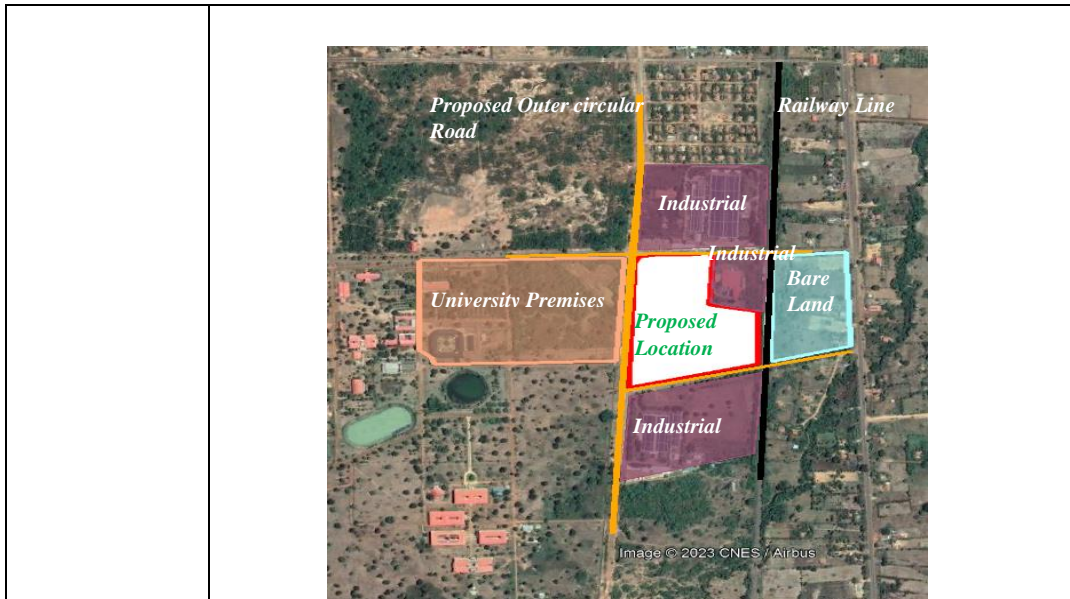 Proposed Outer circular
Road
Railway Line
Industrial
Industrial
Bare
Land
University Premises
Proposed
Location
Industrial
Image © 2023 CNES / Airbus